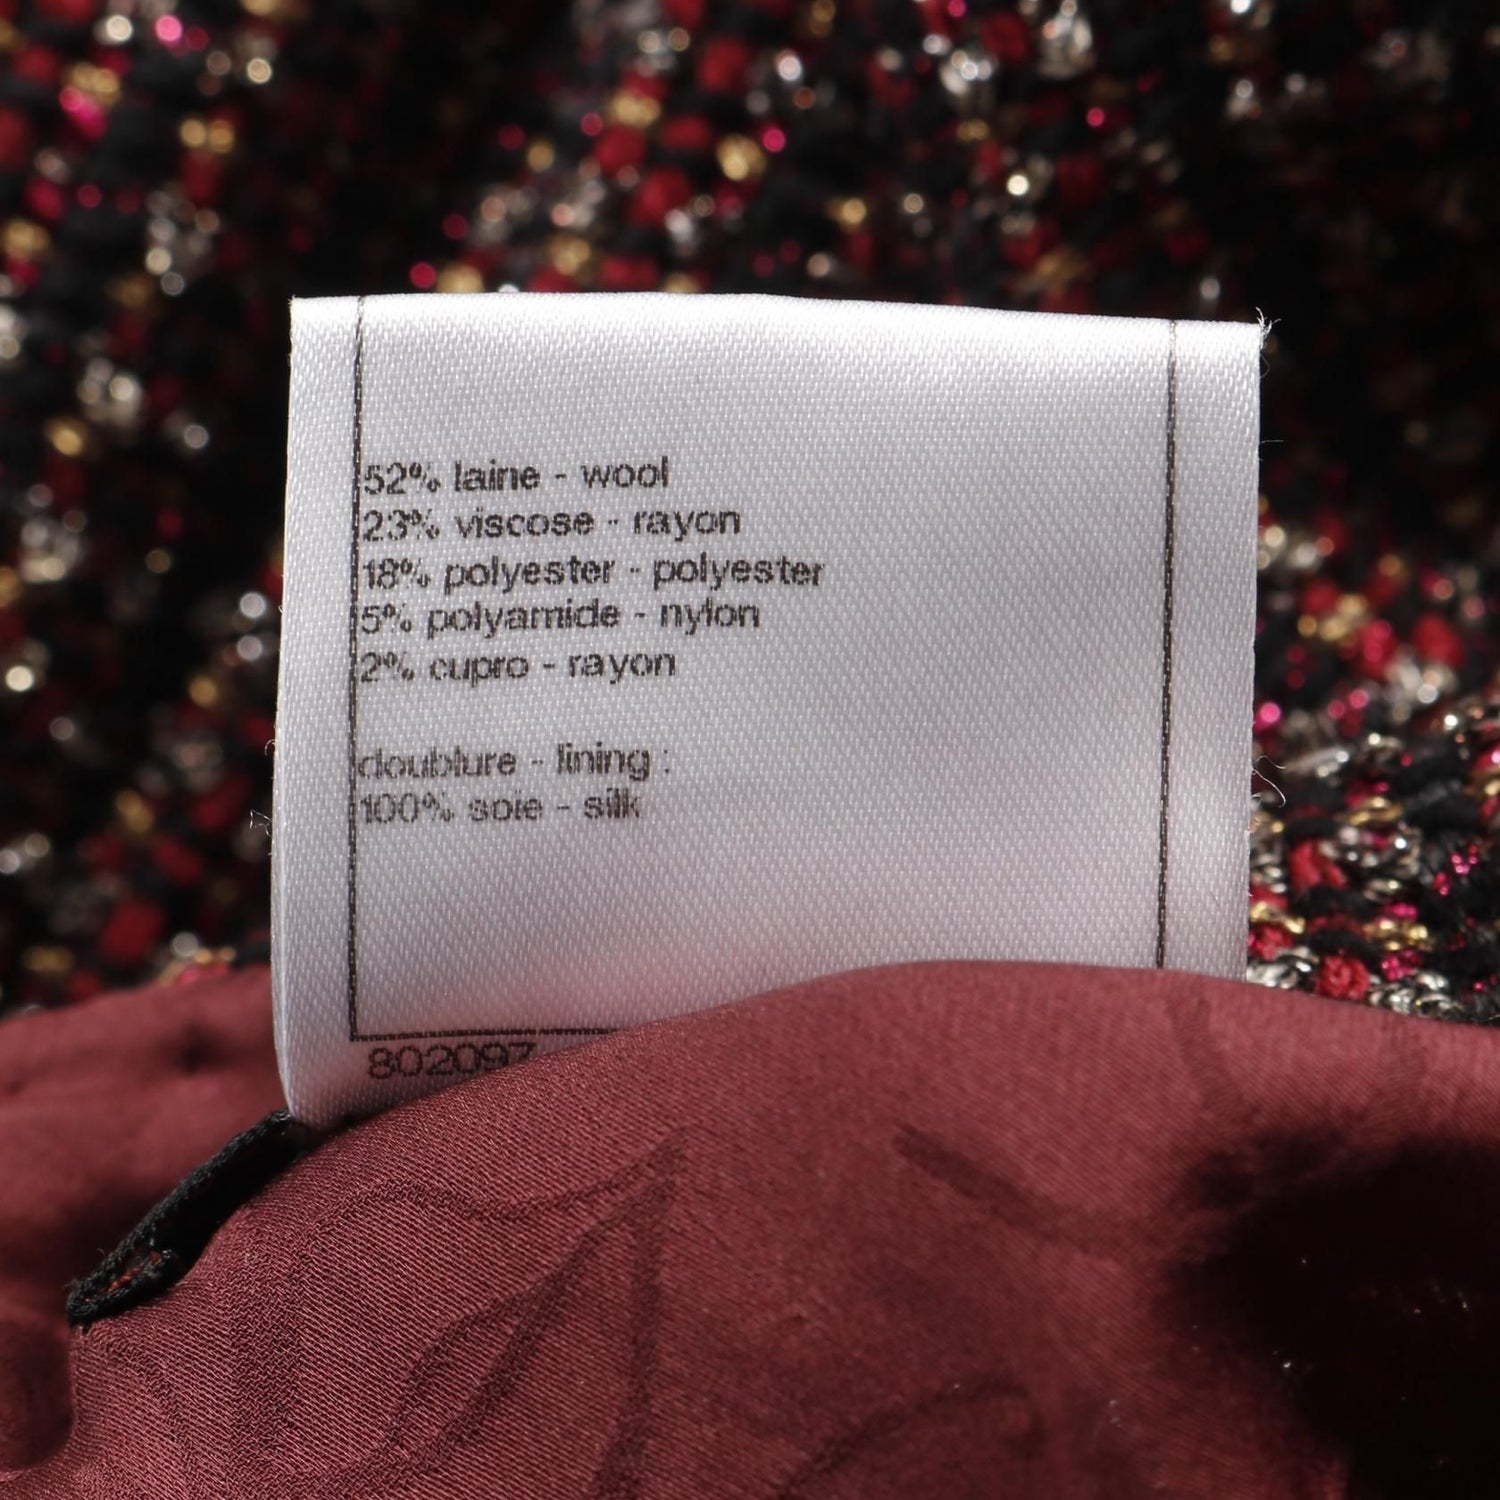 52% laine - wool
23% viscose - rayon
18% polyester - polyester
5% polyamide - nylon
2% cupro - rayon
doublure - lining :
100% soie - silk
802097